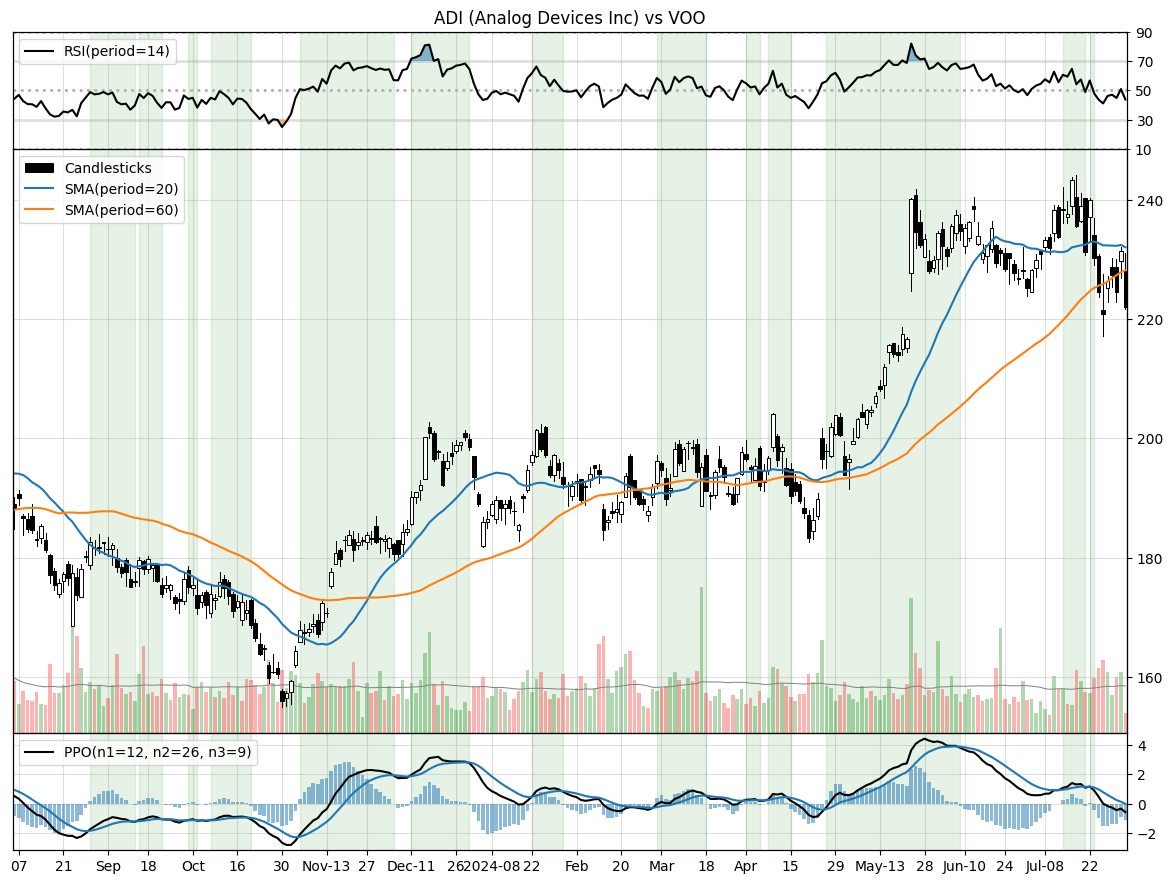 ADI (Analog Devices Inc) vs VOO
RSI(period=14)
90
70
50
30
10
Candlesticks
SMA(period=20)
SMA(period=60)
240
220
200
180
160
PPO(n1=12, n2=26, n3=9)
4
2
0
−2
07 21 Sep 18 Oct 16 30 Nov-13 27 Dec-11 26 2024-08 22 Feb 20 Mar 18 Apr 15 29 May-13 28 Jun-10 24 Jul-08 22